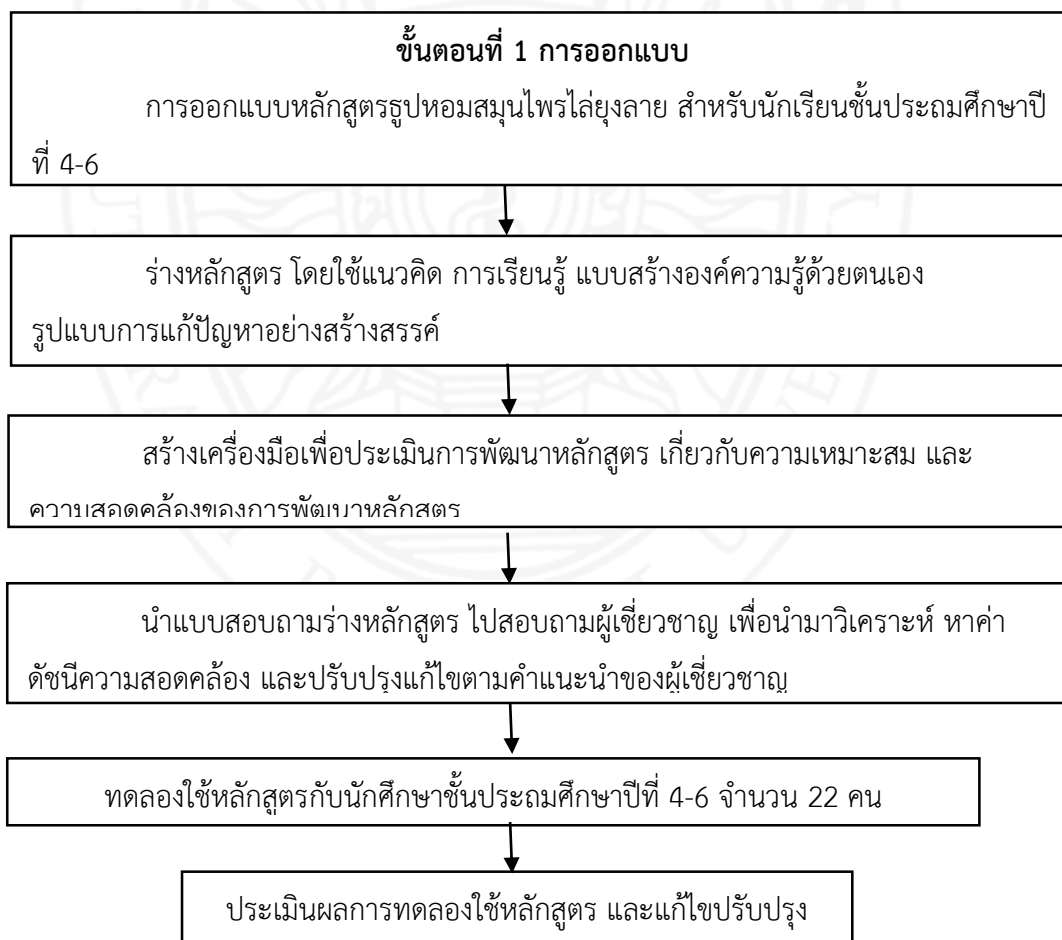 ขั้นตอนที่ 1 การออกแบบ
การออกแบบหลักสูตรธูปหอมสมุนไพรไล่ยุงลาย สำหรับนักเรียนชั้นประถมศึกษาปี
ที่ 4-6
ร่างหลักสูตร โดยใช้แนวคิด การเรียนรู้ แบบสร้างองค์ความรู้ด้วยตนเอง
รูปแบบการแก้ปัญหาอย่างสร้างสรรค์
สร้างเครื่องมือเพื่อประเมินการพัฒนาหลักสูตร เกี่ยวกับความเหมาะสม และ
ความสอดคล้องของการพัฒนาหลักสูตร
นำแบบสอบถามร่างหลักสูตร ไปสอบถามผู้เชี่ยวชาญ เพื่อนำมาวิเคราะห์ หาค่า
ดัชนีความสอดคล้อง และปรับปรุงแก้ไขตามคำแนะนำของผู้เชี่ยวชาญ
ทดลองใช้หลักสูตรกับนักศึกษาชั้นประถมศึกษาปีที่ 4-6 จำนวน 22 คน
ประเมินผลการทดลองใช้หลักสูตร และแก้ไขปรับปรุง